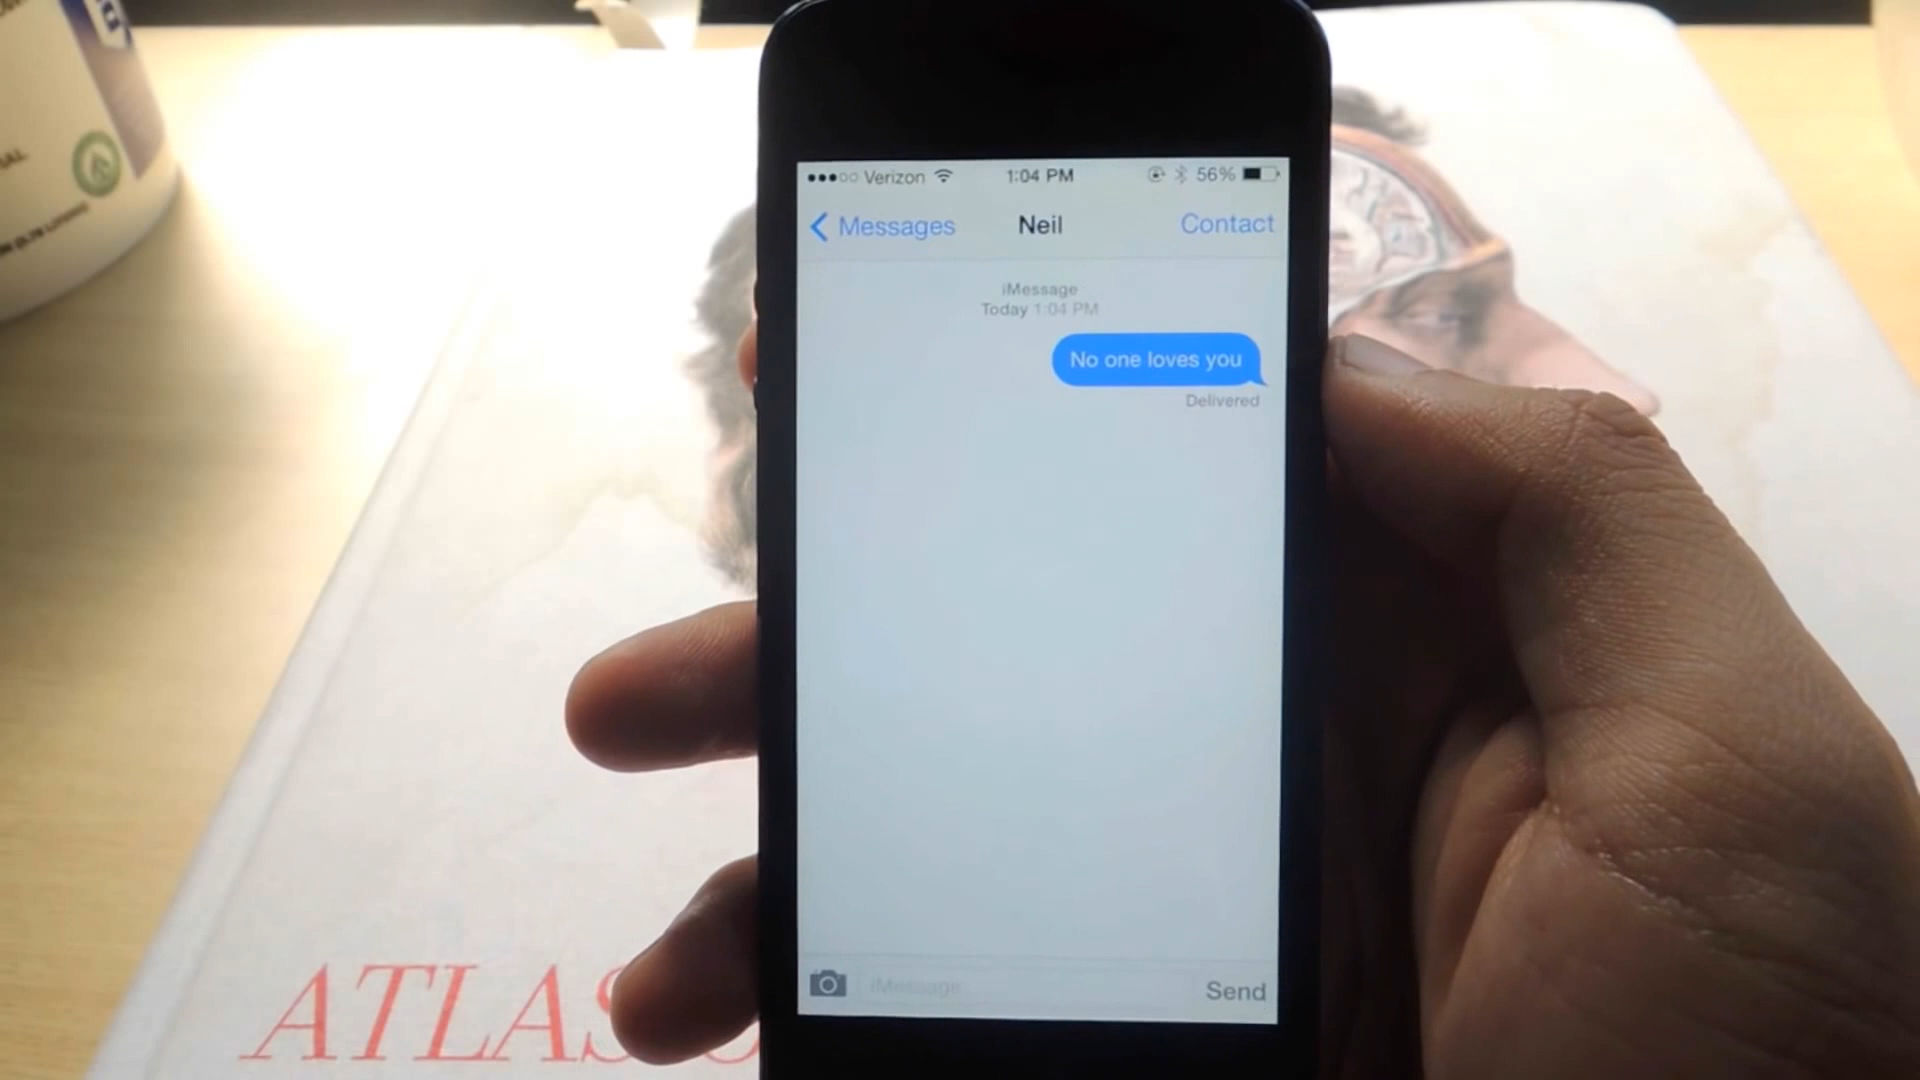 Verizon 1:04 PM 56%
Messages Neil Contact
iMessage
Today 1:04 PM
No one loves you
Delivered
iMessage Send
ATLAS